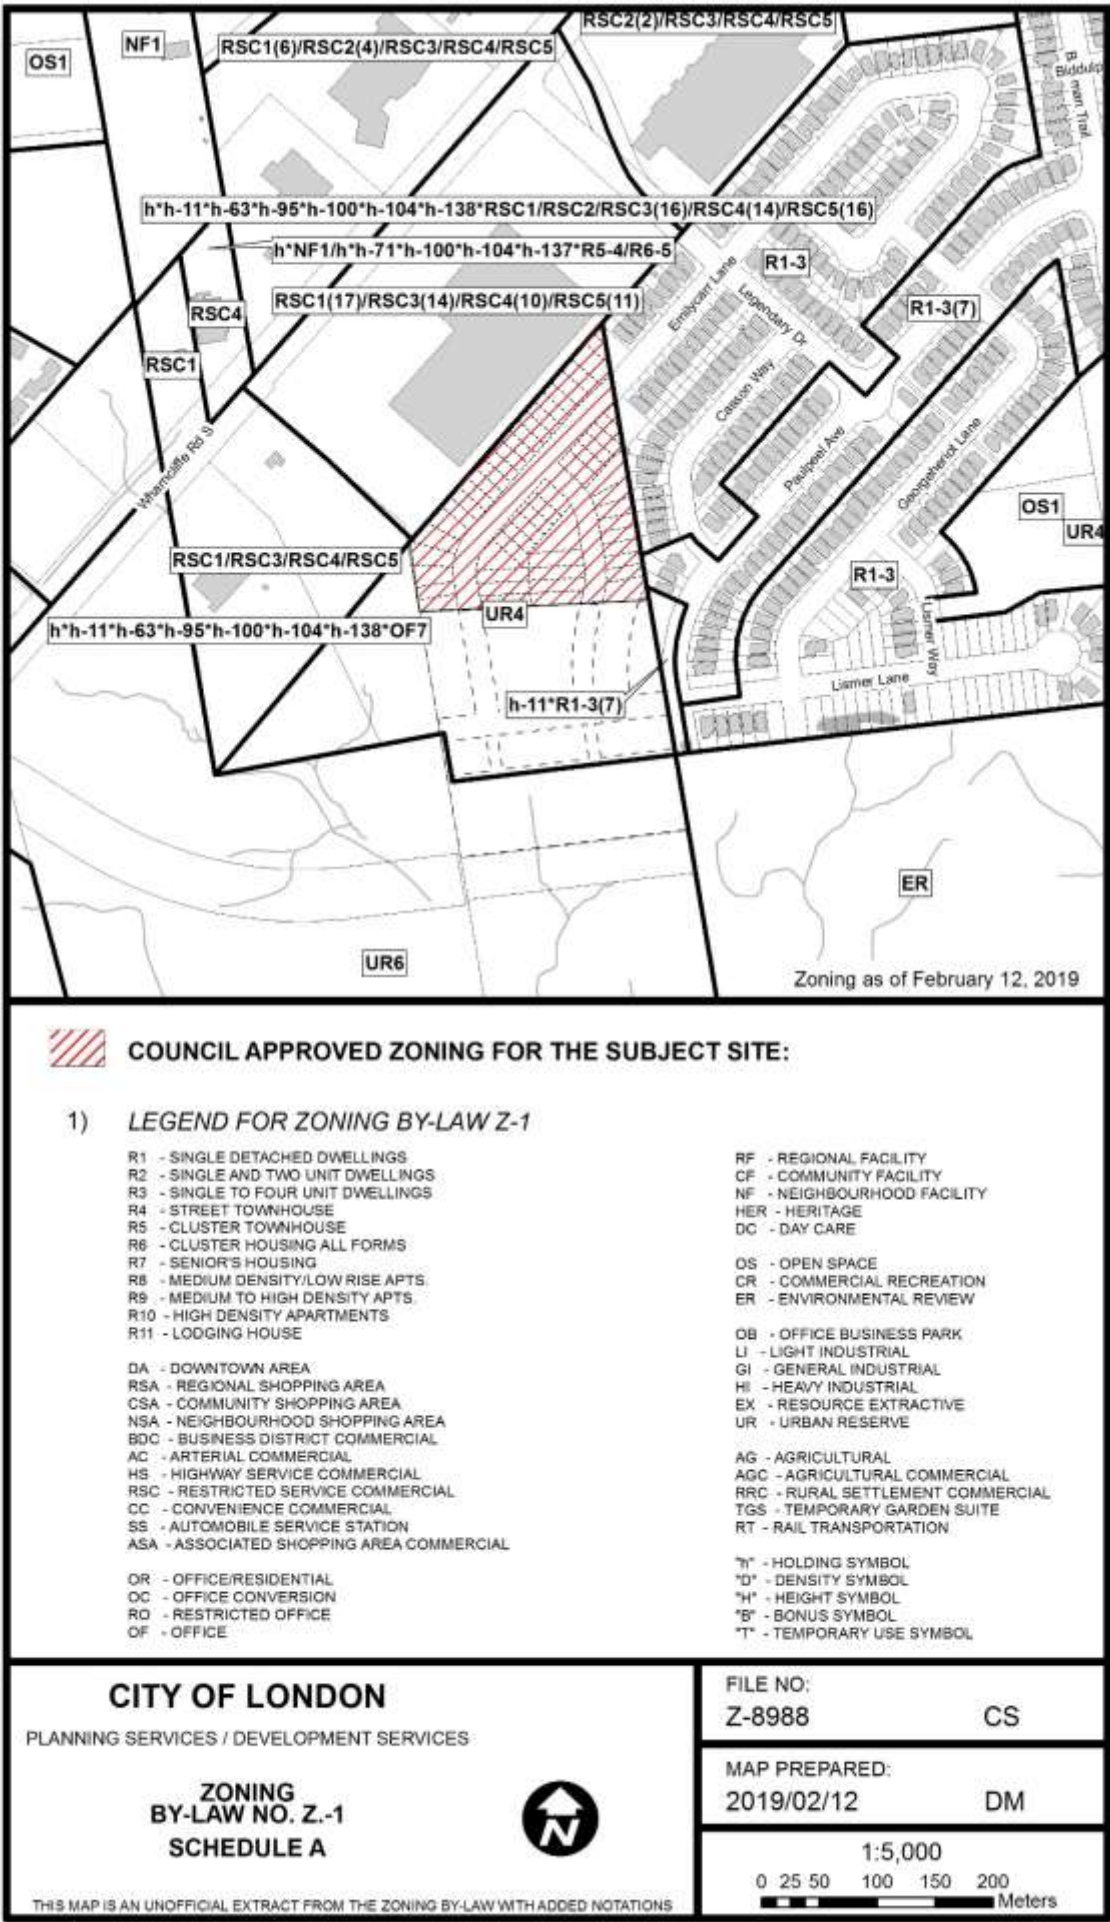 RSC2(2)/RSC3/RSC4/RSC5
NF1
RSC1(6)/RSC2(4)/RSC3/RSC4/RSC5
OS1
h*h-11*h-63*h-95*h-100*h-104*h-138*RSC1/RSC2/RSC3(16)/RSC4(14)/RSC5(16)
h*NF1/h*h-71*h-100*h-104*h-137*R5-4/R6-5
R1-3
Emilycarr Lane
RSC1(17)/RSC3(14)/RSC4(10)/RSC5(11)
Legendary Dr
R1-3(7)
RSC4
RSC1
Casson Way
Wharncliffe Rd S
Paulpeel Ave
Georgeheriot Lane
OS1
UR4
RSC1/RSC3/RSC4/RSC5
R1-3
UR4
Lismer Way
h*h-11*h-63*h-95*h-100*h-104*h-138*OF7
Lismer Lane
h-11*R1-3(7)
ER
UR6
Zoning as of February 12, 2019
COUNCIL APPROVED ZONING FOR THE SUBJECT SITE:
1) LEGEND FOR ZONING BY-LAW Z-1
R1 - SINGLE DETACHED DWELLINGS
R2 - SINGLE AND TWO UNIT DWELLINGS
R3 - SINGLE TO FOUR UNIT DWELLINGS
R4 - STREET TOWNHOUSE
R5 - CLUSTER TOWNHOUSE
R6 - CLUSTER HOUSING ALL FORMS
R7 - SENIOR'S HOUSING
R8 - MEDIUM DENSITY/LOW RISE APTS.
R9 - MEDIUM TO HIGH DENSITY APTS.
R10 - HIGH DENSITY APARTMENTS
R11 - LODGING HOUSE
DA - DOWNTOWN AREA
RSA - REGIONAL SHOPPING AREA
CSA - COMMUNITY SHOPPING AREA
NSA - NEIGHBOURHOOD SHOPPING AREA
BDC - BUSINESS DISTRICT COMMERCIAL
AC - ARTERIAL COMMERCIAL
HS - HIGHWAY SERVICE COMMERCIAL
RSC - RESTRICTED SERVICE COMMERCIAL
CC - CONVENIENCE COMMERCIAL
SS - AUTOMOBILE SERVICE STATION
ASA - ASSOCIATED SHOPPING AREA COMMERCIAL
OR - OFFICE/RESIDENTIAL
OC - OFFICE CONVERSION
RO - RESTRICTED OFFICE
OF - OFFICE
RF - REGIONAL FACILITY
CF - COMMUNITY FACILITY
NF - NEIGHBOURHOOD FACILITY
HER - HERITAGE
DC - DAY CARE
OS - OPEN SPACE
CR - COMMERCIAL RECREATION
ER - ENVIRONMENTAL REVIEW
OB - OFFICE BUSINESS PARK
LI - LIGHT INDUSTRIAL
GI - GENERAL INDUSTRIAL
HI - HEAVY INDUSTRIAL
EX - RESOURCE EXTRACTIVE
UR - URBAN RESERVE
AG - AGRICULTURAL
AGC - AGRICULTURAL COMMERCIAL
RRC - RURAL SETTLEMENT COMMERCIAL
TGS - TEMPORARY GARDEN SUITE
RT - RAIL TRANSPORTATION
"h" - HOLDING SYMBOL
"D" - DENSITY SYMBOL
"H" - HEIGHT SYMBOL
"B" - BONUS SYMBOL
"T" - TEMPORARY USE SYMBOL
CITY OF LONDON
PLANNING SERVICES / DEVELOPMENT SERVICES
ZONING
BY-LAW NO. Z.-1
SCHEDULE A
N
THIS MAP IS AN UNOFFICIAL EXTRACT FROM THE ZONING BY-LAW WITH ADDED NOTATIONS
FILE NO:
Z-8988 CS
MAP PREPARED:
2019/02/12 DM
1:5,000
0 25 50 100 150 200
Meters